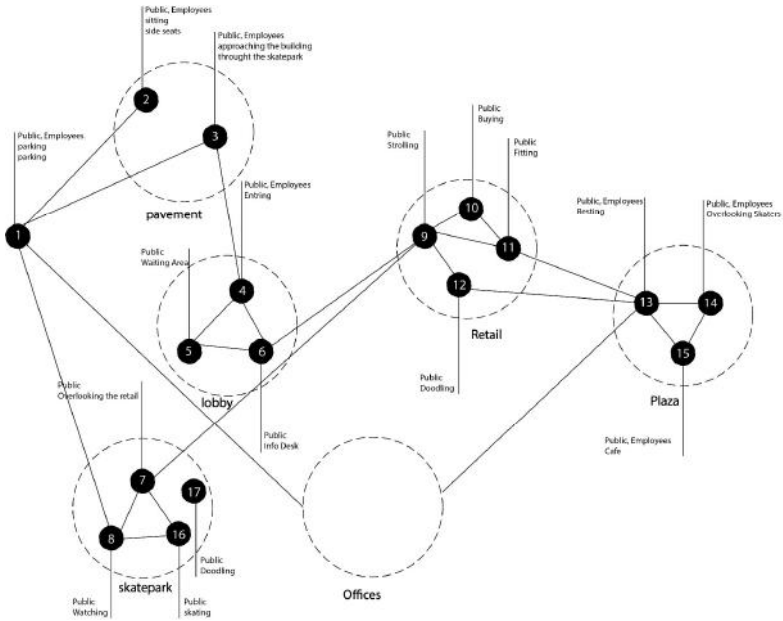 Public, Employees
sitting
side seats
Public, Employees
approaching the building
throught the skatepark
2
3
pavement
Public, Employees
parking
parking
1
Public, Employees
Entring
Public
Waiting Area
4
5
6
lobby
Public
Info Desk
Public
Strolling
Public
Buying
Public
Fitting
9
10
11
12
Retail
Public
Doodling
Public, Employees
Resting
Public, Employees
Overlooking Skaters
13
14
15
Plaza
Public, Employees
Cafe
Public
Overlooking the retail
7
17
8
16
Public
Doodling
skatepark
Public
Watching
Public
skating
Offices